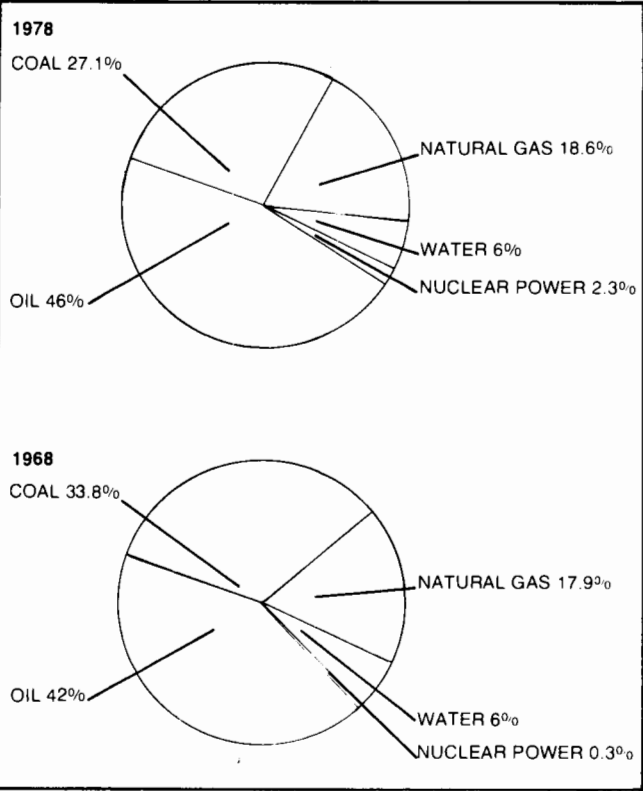 1978
COAL 27.1%
NATURAL GAS 18.6%
WATER 6%
NUCLEAR POWER 2.3%
OIL 46%
1968
COAL 33.8%
NATURAL GAS 17.9%
OIL 42%
WATER 6%
NUCLEAR POWER 0.3%